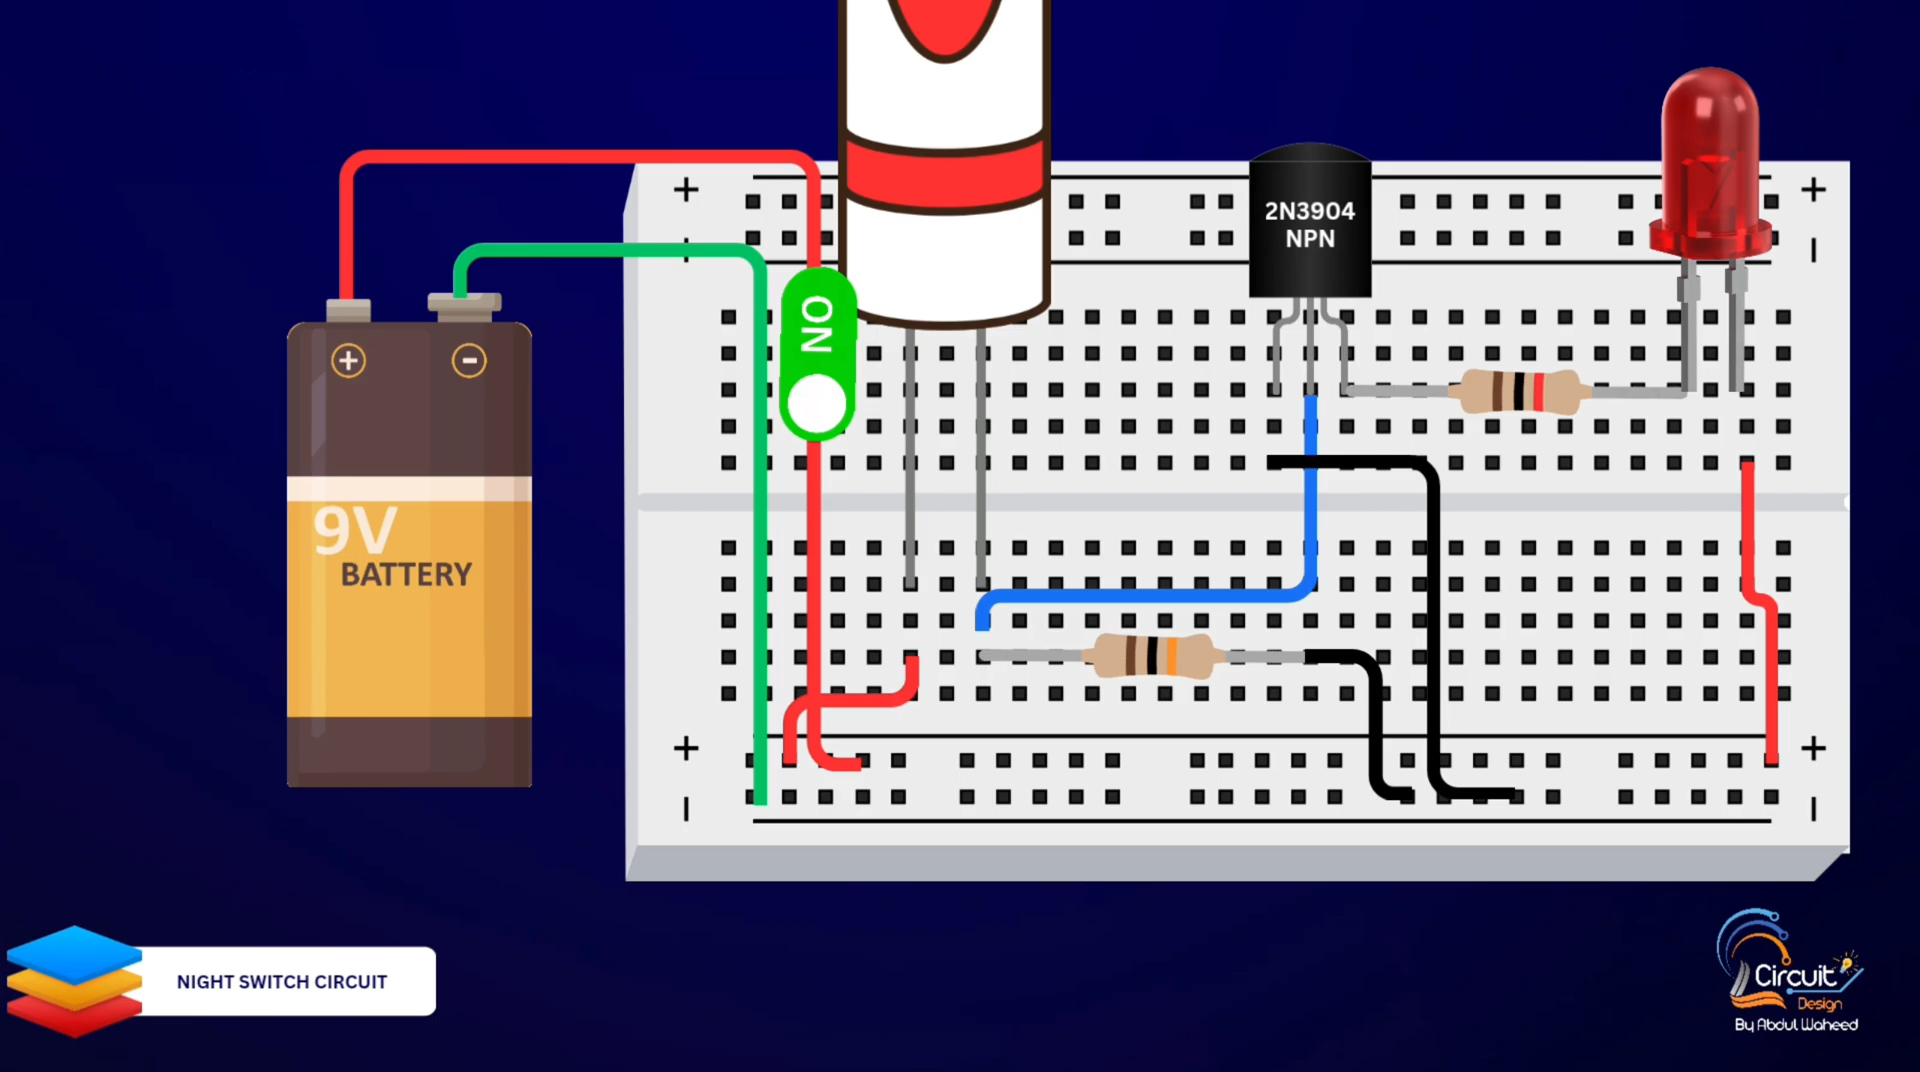 +
+
2N3904
NPN
ON
+
-
9V
BATTERY
+
+
NIGHT SWITCH CIRCUIT
Circuit
Design
By Abdul Waheed